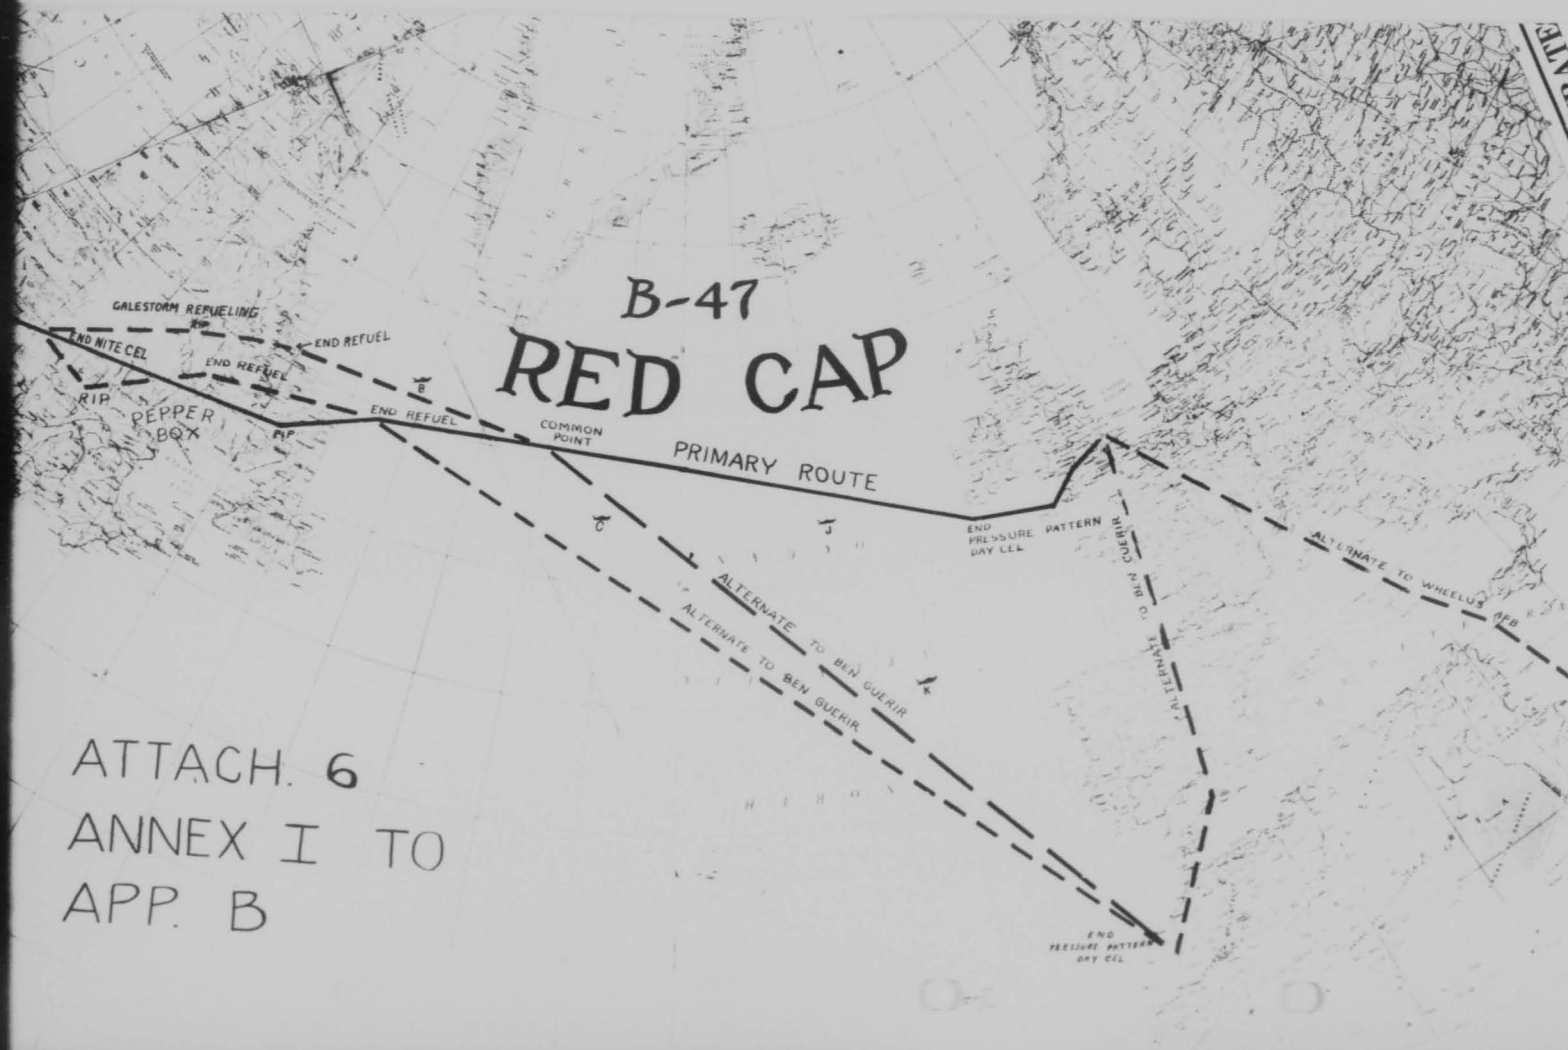 B-47
RED CAP
GALESTORM REFUELING
END NITE CEL
END REFUEL
END REFUEL
RIP
PEPPER
BOX
END REFUEL
COMMON
POINT
PRIMARY ROUTE
END
PRESSURE PATTERN
DAY CEL
ALTERNATE TO BEN GUERIR
ALTERNATE TO WHEELUS AFB
ALTERNATE TO BEN GUERIR
ALTERNATE TO BEN GUERIR
ATTACH. 6
ANNEX I TO
APP. B
END
PRESSURE PATTERN
DAY CEL